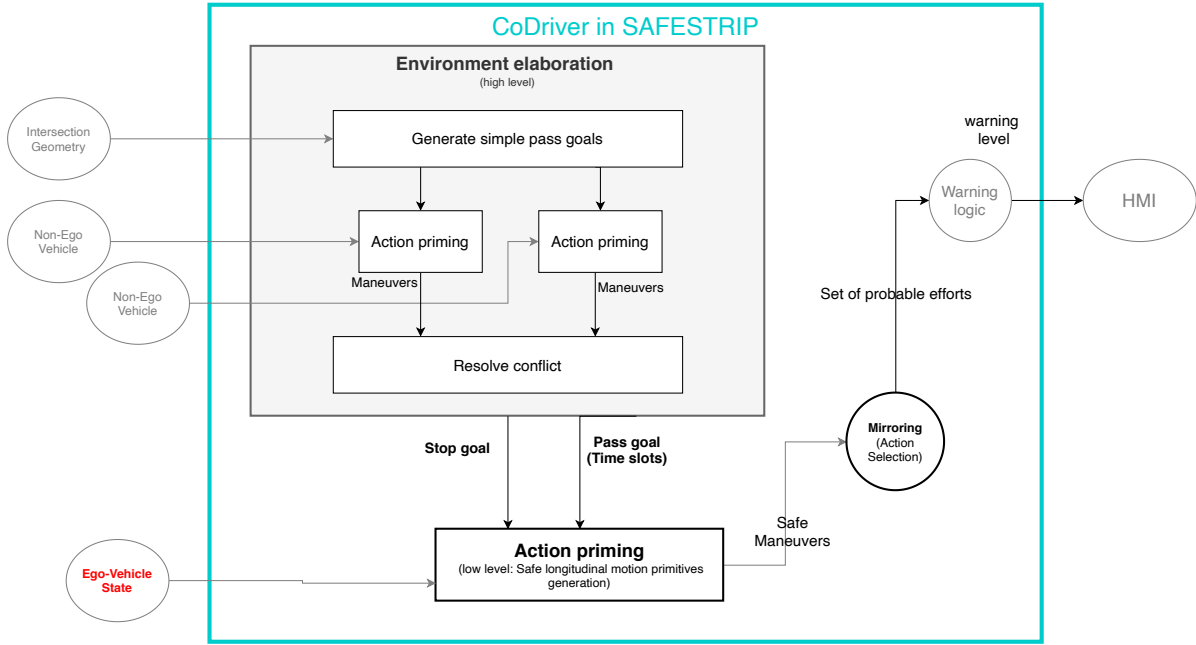 CoDriver in SAFESTRIP
Environment elaboration
(high level)
Intersection
Geometry
Generate simple pass goals
warning
level
Non-Ego
Vehicle
Action priming
Action priming
Warning
logic
HMI
Non-Ego
Vehicle
Maneuvers
Maneuvers
Set of probable efforts
Resolve conflict
Stop goal
Pass goal
(Time slots)
Mirroring
(Action
Selection)
Safe
Maneuvers
Action priming
(low level: Safe longitudinal motion primitives
generation)
Ego-Vehicle
State